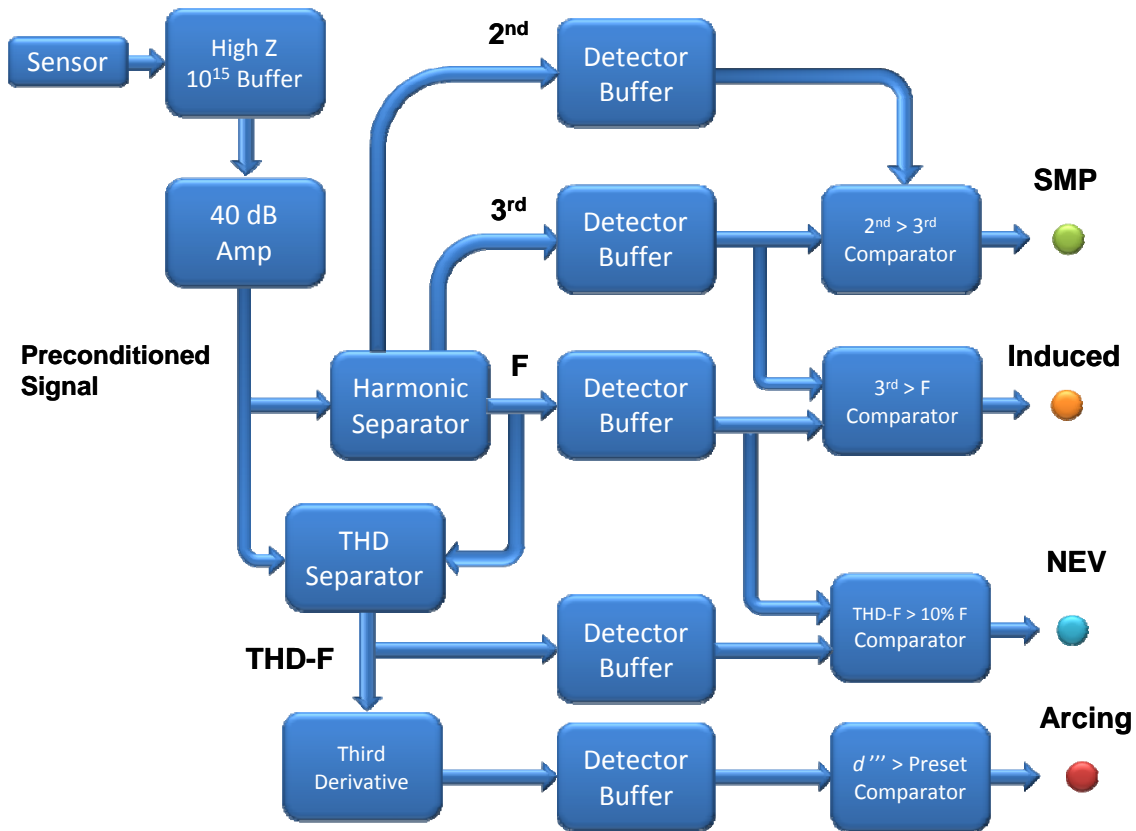 Sensor
High Z
10¹⁵ Buffer
2ⁿᵈ
Detector
Buffer
SMP
40 dB
Amp
3ʳᵈ
Detector
Buffer
2ⁿᵈ > 3ʳᵈ
Comparator
Preconditioned
Signal
Harmonic
Separator
F
Detector
Buffer
3ʳᵈ > F
Comparator
Induced
THD
Separator
THD-F
Detector
Buffer
THD-F > 10% F
Comparator
NEV
Third
Derivative
Detector
Buffer
d''' > Preset
Comparator
Arcing